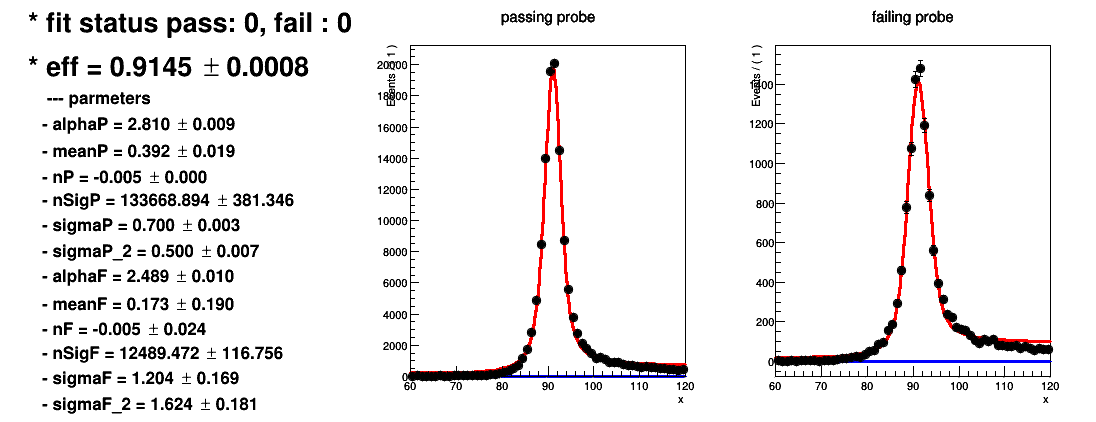 * fit status pass: 0, fail : 0
* eff = 0.9145 ± 0.0008
--- parmeters
- alphaP = 2.810 ± 0.009
- meanP = 0.392 ± 0.019
- nP = -0.005 ± 0.000
- nSigP = 133668.894 ± 381.346
- sigmaP = 0.700 ± 0.003
- sigmaP_2 = 0.500 ± 0.007
- alphaF = 2.489 ± 0.010
- meanF = 0.173 ± 0.190
- nF = -0.005 ± 0.024
- nSigF = 12489.472 ± 116.756
- sigmaF = 1.204 ± 0.169
- sigmaF_2 = 1.624 ± 0.181
passing probe
Events / ( 1 )
20000
18000
16000
14000
12000
10000
8000
6000
4000
2000
0
60 70 80 90 100 110 120
x
failing probe
Events / ( 1 )
1400
1200
1000
800
600
400
200
0
60 70 80 90 100 110 120
x